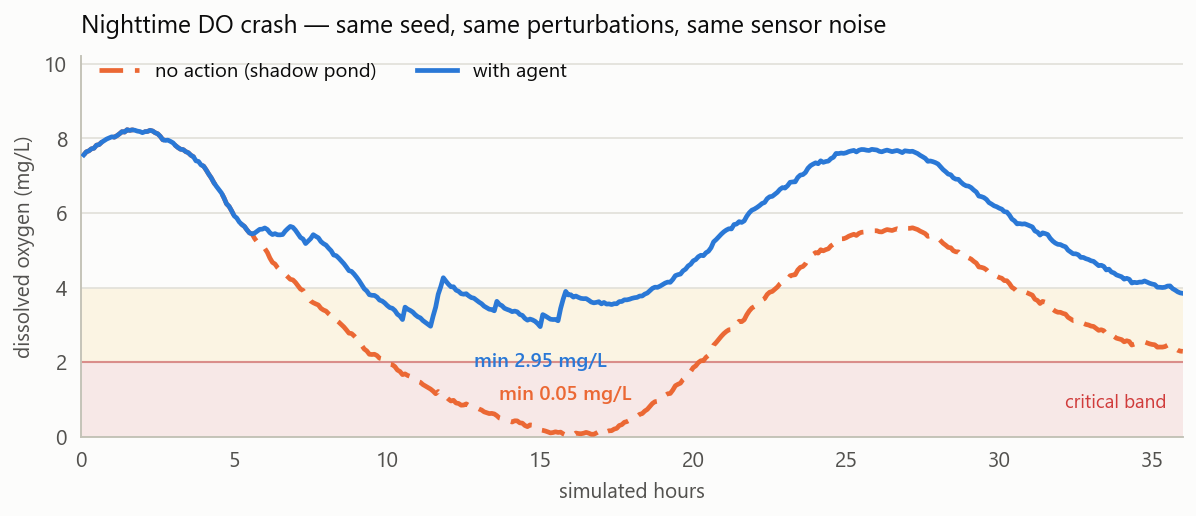 Nighttime DO crash — same seed, same perturbations, same sensor noise
no action (shadow pond)
with agent
dissolved oxygen (mg/L)
10
8
6
4
2
0
min 2.95 mg/L
min 0.05 mg/L
critical band
0 5 10 15 20 25 30 35
simulated hours